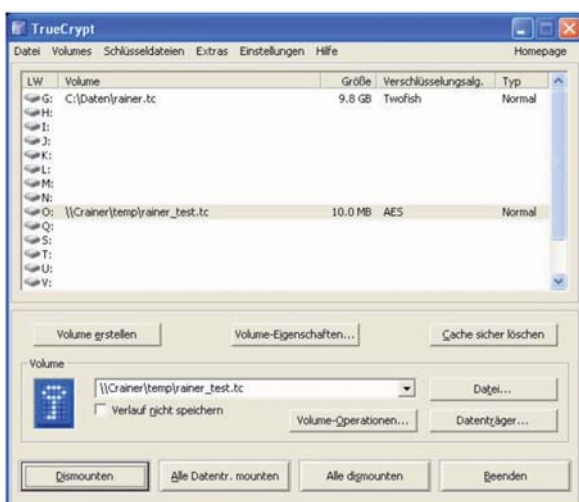 TrueCrypt
Datei Volumes Schlüsseldateien Extras Einstellungen Hilfe Homepage
LW Volume Größe Verschlüsselungsalg. Typ
G: C:\Daten\rainer.tc 9.8 GB Twofish Normal
H:
I:
J:
K:
L:
M:
N:
O: \\Crainer\temp\rainer_test.tc 10.0 MB AES Normal
Q:
S:
T:
U:
V:
Volume erstellen Volume-Eigenschaften... Cache sicher löschen
Volume
\\Crainer\temp\rainer_test.tc Datei...
Verlauf nicht speichern Volume-Operationen... Datenträger...
Dismounten Alle Datentr. mounten Alle dismounten Beenden